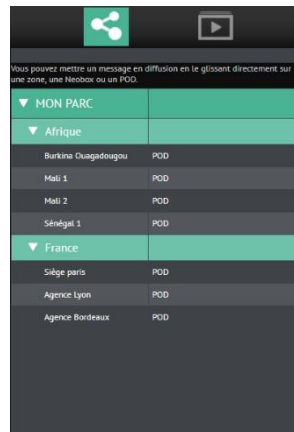 Vous pouvez mettre un message en diffusion en le glissant directement sur
une zone, une Neobox ou un POD.
MON PARC
Afrique
Burkina Ouagadougou POD
Mali 1 POD
Mali 2 POD
Sénégal 1 POD
France
Siège paris POD
Agence Lyon POD
Agence Bordeaux POD